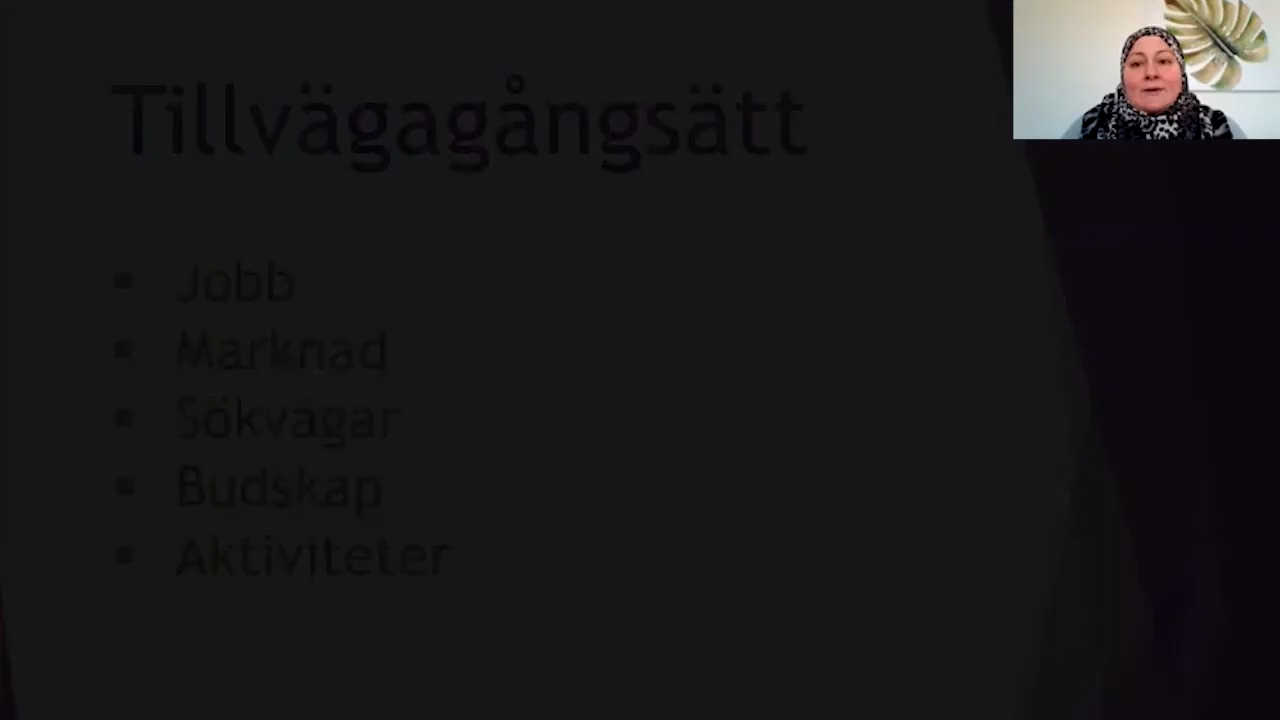 Tillvägagångsätt
▪ Jobb
▪ Marknad
▪ Sökvägar
▪ Budskap
▪ Aktiviteter